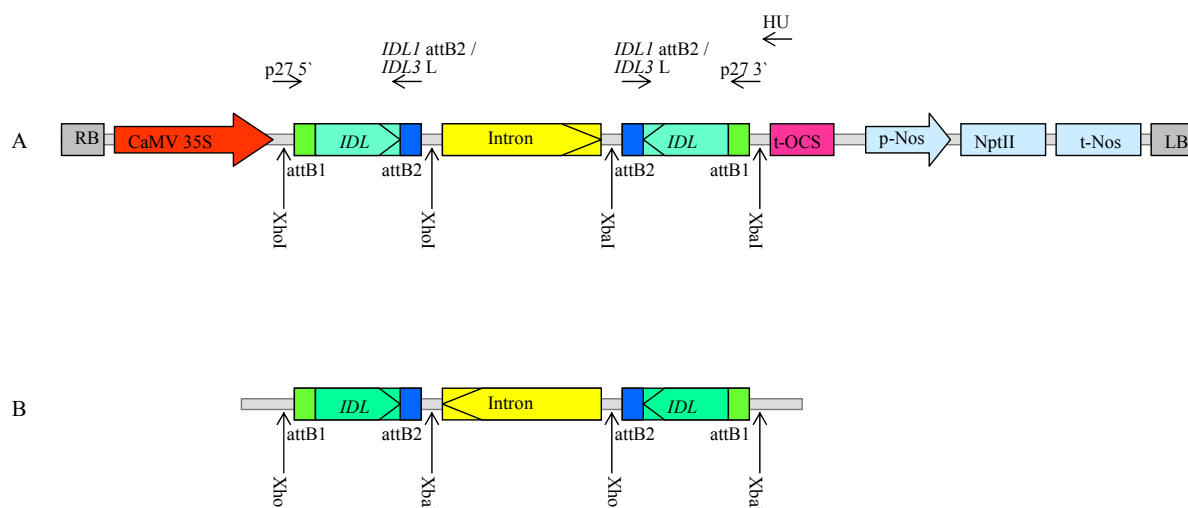 HU
IDL1 attB2 /
IDL3 L
IDL1 attB2 /
IDL3 L
p27 5`
p27 3`
A
RB
CaMV 35S
IDL
Intron
IDL
t-OCS
p-Nos
NptII
t-Nos
LB
attB1
attB2
attB2
attB1
XhoI
XhoI
XbaI
XbaI
B
IDL
Intron
IDL
attB1
attB2
attB2
attB1
Xho
Xba
Xho
Xba